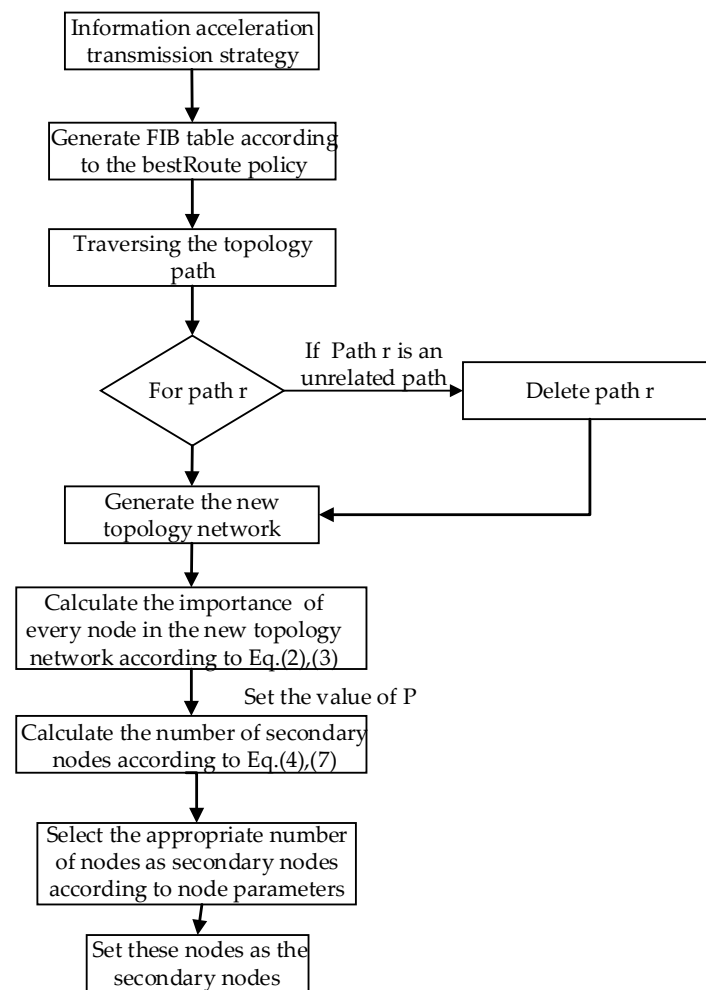 Information acceleration
transmission strategy
Generate FIB table according
to the bestRoute policy
Traversing the topology
path
For path r
If Path r is an
unrelated path
Delete path r
Generate the new
topology network
Calculate the importance of
every node in the new topology
network according to Eq.(2),(3)
Set the value of P
Calculate the number of secondary
nodes according to Eq.(4),(7)
Select the appropriate number
of nodes as secondary nodes
according to node parameters
Set these nodes as the
secondary nodes